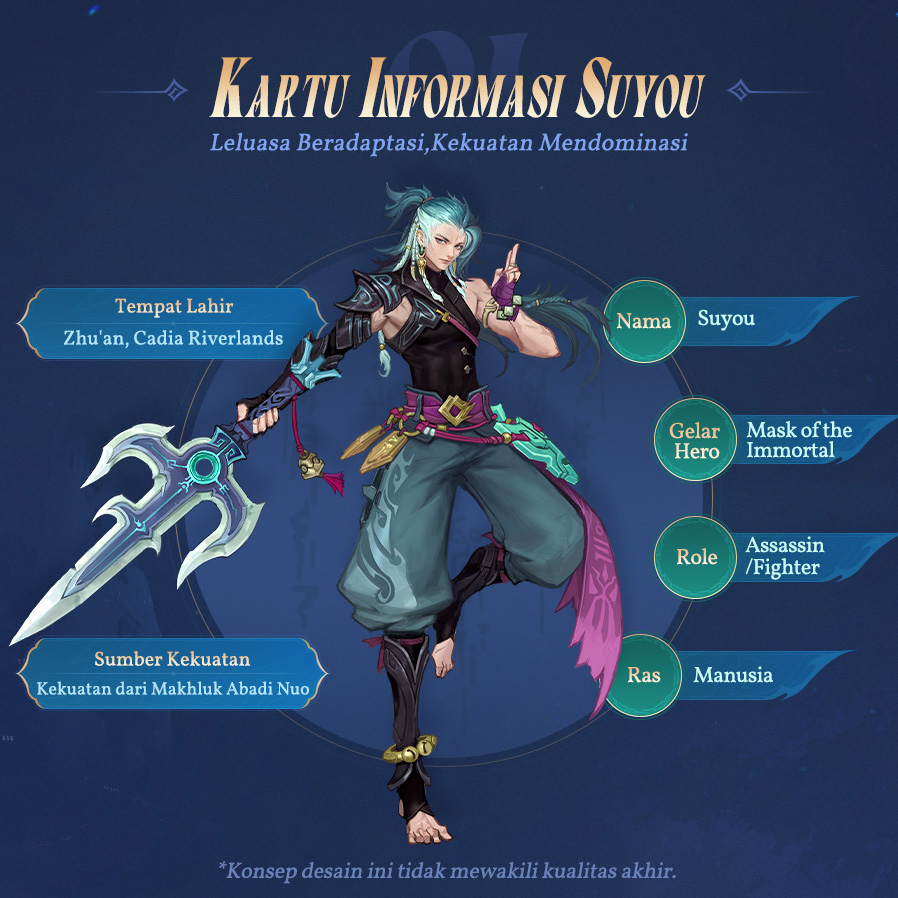 Kartu Informasi Suyou
Leluasa Beradaptasi,Kekuatan Mendominasi
Tempat Lahir
Zhu'an, Cadia Riverlands
Nama
Suyou
Gelar
Hero
Mask of the
Immortal
Role
Assassin
/Fighter
Sumber Kekuatan
Kekuatan dari Makhluk Abadi Nuo
Ras
Manusia
*Konsep desain ini tidak mewakili kualitas akhir.